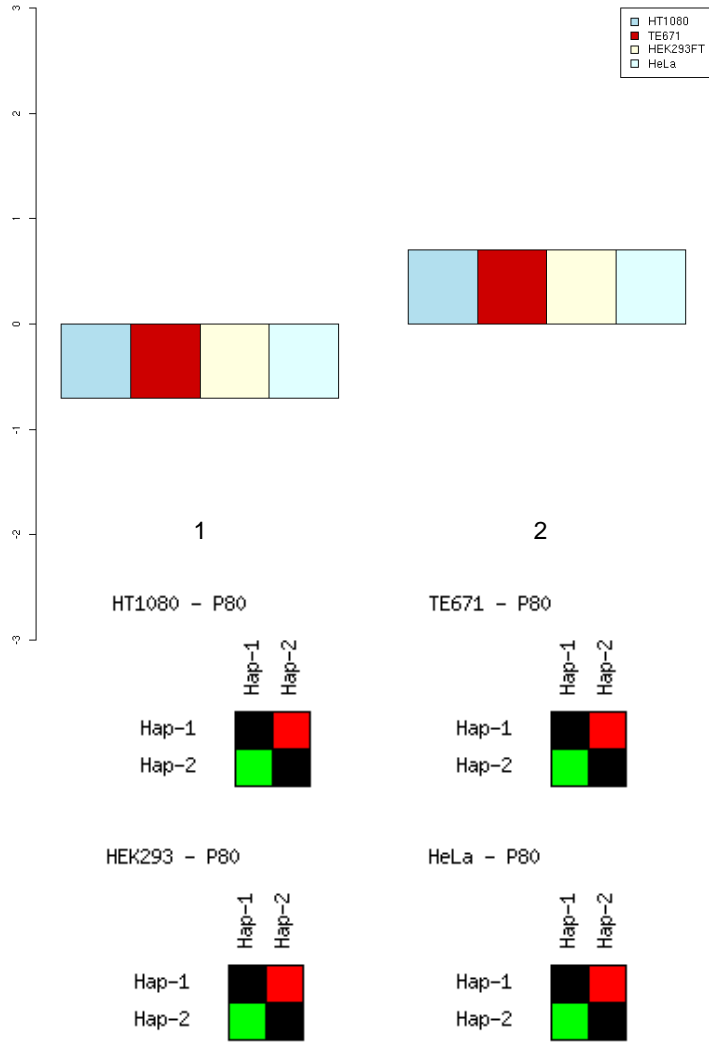 3
2
1
0
-1
-2
-3
HT1080
TE671
HEK293FT
HeLa
1
2
HT1080 – P80
TE671 – P80
Hap-1
Hap-2
Hap-1
Hap-2
Hap-1
Hap-1
Hap-2
Hap-2
HEK293 – P80
HeLa – P80
Hap-1
Hap-2
Hap-1
Hap-2
Hap-1
Hap-1
Hap-2
Hap-2